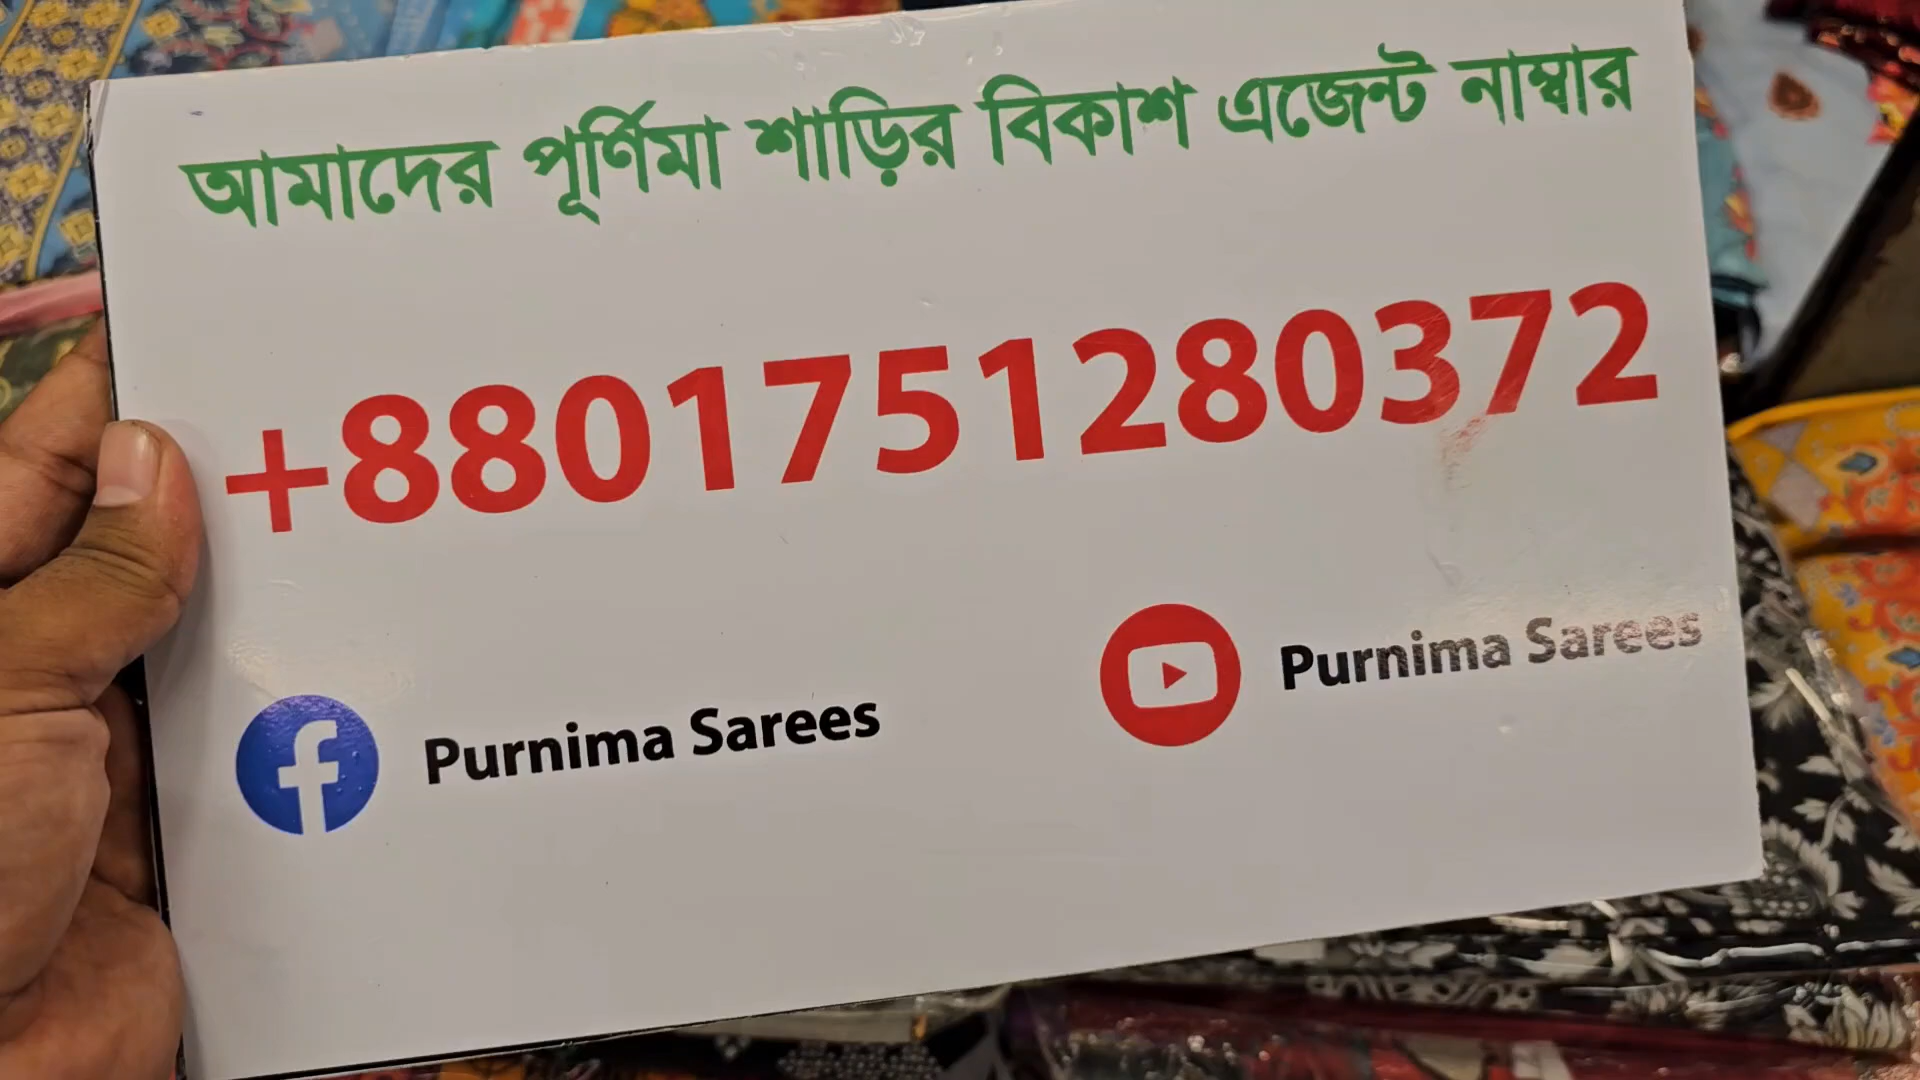 আমাদের পূর্ণিমা শাড়ির বিকাশ এজেন্ট নাম্বার
+8801751280372
Purnima Sarees
Purnima Sarees